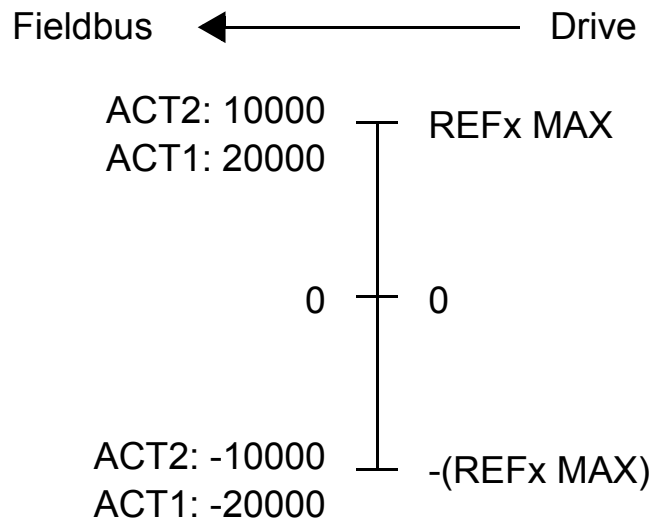 Fieldbus Drive
ACT2: 10000 REFx MAX
ACT1: 20000
0 0
ACT2: -10000 -(REFx MAX)
ACT1: -20000